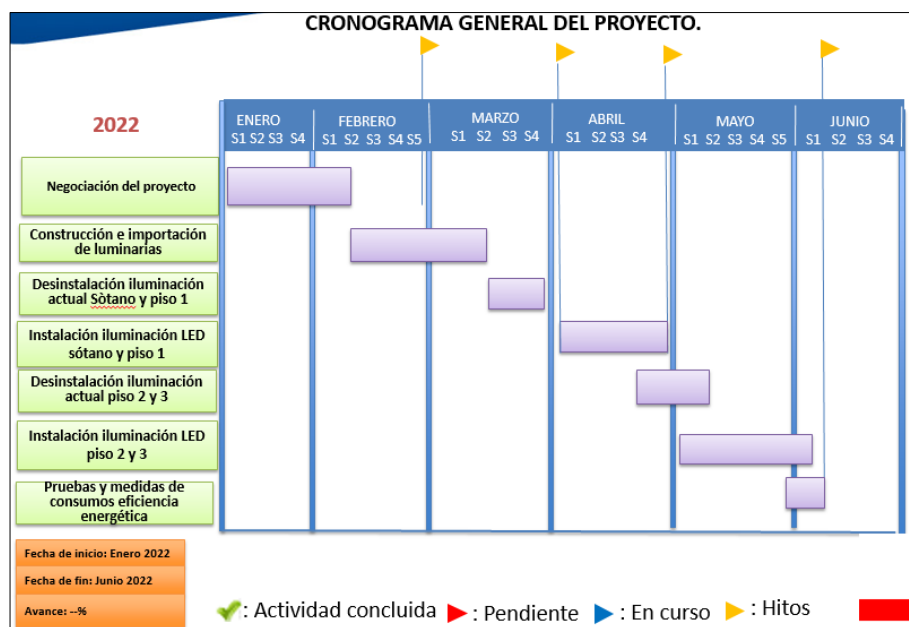 CRONOGRAMA GENERAL DEL PROYECTO.
2022
ENERO
FEBRERO
MARZO
ABRIL
MAYO
JUNIO
S1 S2 S3 S4
S1 S2 S3 S4 S5
S1 S2 S3 S4
S1 S2 S3 S4
S1 S2 S3 S4 S5
S1 S2 S3 S4
Negociación del proyecto
Construcción e importación
de luminarias
Desinstalación iluminación
actual Sòtano y piso 1
Instalación iluminación LED
sótano y piso 1
Desinstalación iluminación
actual piso 2 y 3
Instalación iluminación LED
piso 2 y 3
Pruebas y medidas de
consumos eficiencia
energética
Fecha de inicio: Enero 2022
Fecha de fin: Junio 2022
Avance: --%
: Actividad concluida
: Pendiente
: En curso
: Hitos